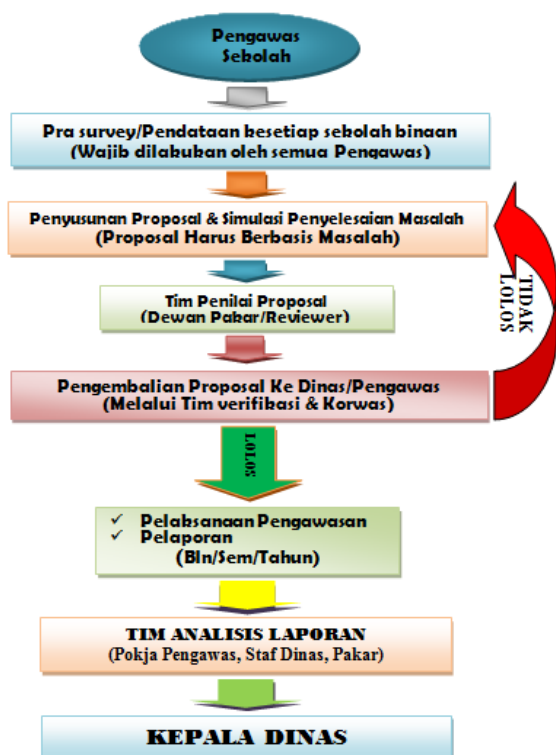 Pengawas
Sekolah
Pra survey/Pendataan kesetiap sekolah binaan
(Wajib dilakukan oleh semua Pengawas)
Penyusunan Proposal & Simulasi Penyelesaian Masalah
(Proposal Harus Berbasis Masalah)
TIDAK
LOLOS
Tim Penilai Proposal
(Dewan Pakar/Reviewer)
Pengembalian Proposal Ke Dinas/Pengawas
(Melalui Tim verifikasi & Korwas)
LOLOS
✓ Pelaksanaan Pengawasan
✓ Pelaporan
(Bln/Sem/Tahun)
TIM ANALISIS LAPORAN
(Pokja Pengawas, Staf Dinas, Pakar)
KEPALA DINAS